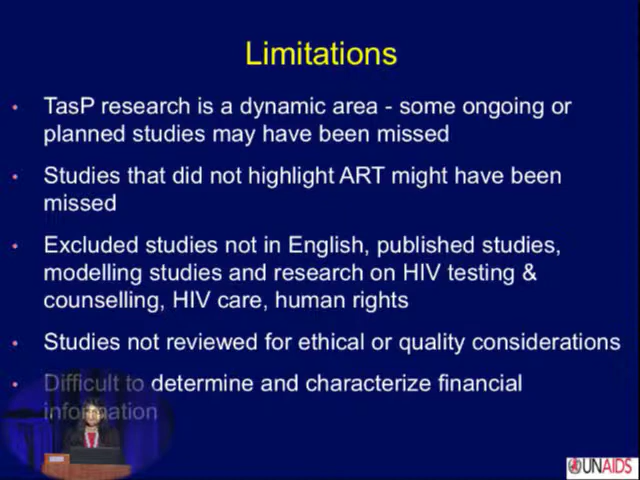 Limitations
• TasP research is a dynamic area - some ongoing or
planned studies may have been missed
• Studies that did not highlight ART might have been
missed
• Excluded studies not in English, published studies,
modelling studies and research on HIV testing &
counselling, HIV care, human rights
• Studies not reviewed for ethical or quality considerations
• Difficult to determine and characterize financial
information
UNAIDS